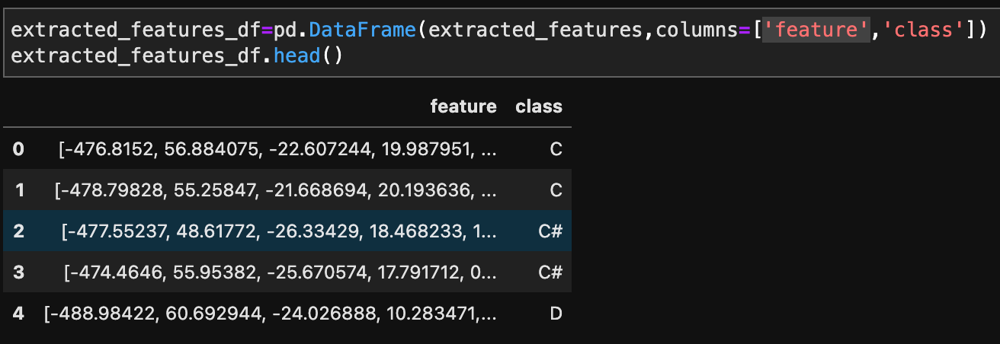 extracted_features_df=pd.DataFrame(extracted_features,columns=['feature','class'])
extracted_features_df.head()
feature class
0 [-476.8152, 56.884075, -22.607244, 19.987951, ... C
1 [-478.79828, 55.25847, -21.668694, 20.193636, ... C
2 [-477.55237, 48.61772, -26.33429, 18.468233, 1... C#
3 [-474.4646, 55.95382, -25.670574, 17.791712, 0... C#
4 [-488.98422, 60.692944, -24.026888, 10.283471,... D